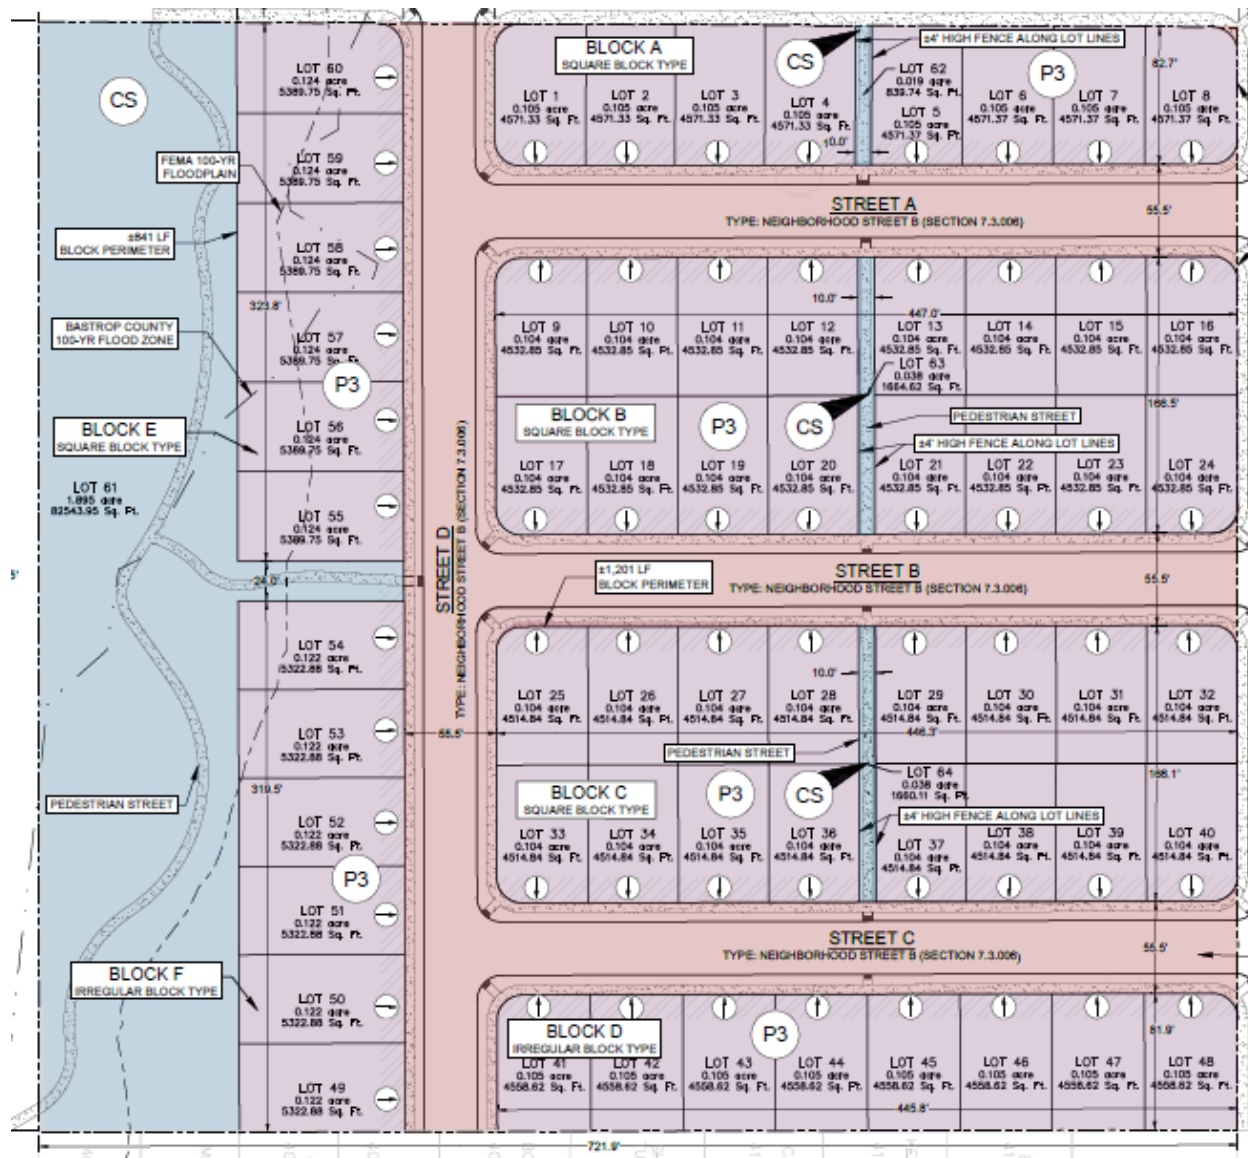 CS
LOT 60
0.124 acre
5389.75 Sq. Ft.
LOT 59
0.124 acre
5389.75 Sq. Ft.
FEMA 100-YR
FLOODPLAIN
±841 LF
BLOCK PERIMETER
LOT 58
0.124 acre
5389.75 Sq. Ft.
323.8'
BASTROP COUNTY
100-YR FLOOD ZONE
LOT 57
0.124 acre
5389.75 Sq. Ft.
P3
BLOCK E
SQUARE BLOCK TYPE
LOT 56
0.124 acre
5389.75 Sq. Ft.
LOT 61
1.895 acre
82543.95 Sq. Ft.
LOT 55
0.124 acre
5389.75 Sq. Ft.
24.0'
LOT 54
0.122 acre
5322.88 Sq. Ft.
LOT 53
0.122 acre
5322.88 Sq. Ft.
PEDESTRIAN STREET
319.5'
LOT 52
0.122 acre
5322.88 Sq. Ft.
P3
LOT 51
0.122 acre
5322.88 Sq. Ft.
BLOCK F
IRREGULAR BLOCK TYPE
LOT 50
0.122 acre
5322.88 Sq. Ft.
LOT 49
0.122 acre
5322.88 Sq. Ft.
STREET D
TYPE: NEIGHBORHOOD STREET B (SECTION 7.3.006)
55.5'
BLOCK A
SQUARE BLOCK TYPE
CS
±4' HIGH FENCE ALONG LOT LINES
P3
82.7'
LOT 62
0.019 acre
839.74 Sq. Ft.
LOT 1
0.105 acre
4571.33 Sq. Ft.
LOT 2
0.105 acre
4571.33 Sq. Ft.
LOT 3
0.105 acre
4571.33 Sq. Ft.
LOT 4
0.105 acre
4571.33 Sq. Ft.
LOT 5
0.105 acre
4571.37 Sq. Ft.
LOT 6
0.105 acre
4571.37 Sq. Ft.
LOT 7
0.105 acre
4571.37 Sq. Ft.
LOT 8
0.105 acre
4571.37 Sq. Ft.
10.0'
STREET A
TYPE: NEIGHBORHOOD STREET B (SECTION 7.3.006)
55.5'
10.0'
447.0'
LOT 9
0.104 acre
4532.85 Sq. Ft.
LOT 10
0.104 acre
4532.85 Sq. Ft.
LOT 11
0.104 acre
4532.85 Sq. Ft.
LOT 12
0.104 acre
4532.85 Sq. Ft.
LOT 13
0.104 acre
4532.85 Sq. Ft.
LOT 14
0.104 acre
4532.85 Sq. Ft.
LOT 15
0.104 acre
4532.85 Sq. Ft.
LOT 16
0.104 acre
4532.85 Sq. Ft.
LOT 63
0.038 acre
1664.62 Sq. Ft.
BLOCK B
SQUARE BLOCK TYPE
P3
CS
PEDESTRIAN STREET
168.5'
±4' HIGH FENCE ALONG LOT LINES
LOT 17
0.104 acre
4532.85 Sq. Ft.
LOT 18
0.104 acre
4532.85 Sq. Ft.
LOT 19
0.104 acre
4532.85 Sq. Ft.
LOT 20
0.104 acre
4532.85 Sq. Ft.
LOT 21
0.104 acre
4532.85 Sq. Ft.
LOT 22
0.104 acre
4532.85 Sq. Ft.
LOT 23
0.104 acre
4532.85 Sq. Ft.
LOT 24
0.104 acre
4532.85 Sq. Ft.
±1,201 LF
BLOCK PERIMETER
STREET B
TYPE: NEIGHBORHOOD STREET B (SECTION 7.3.006)
55.5'
10.0'
LOT 25
0.104 acre
4514.84 Sq. Ft.
LOT 26
0.104 acre
4514.84 Sq. Ft.
LOT 27
0.104 acre
4514.84 Sq. Ft.
LOT 28
0.104 acre
4514.84 Sq. Ft.
LOT 29
0.104 acre
4514.84 Sq. Ft.
LOT 30
0.104 acre
4514.84 Sq. Ft.
LOT 31
0.104 acre
4514.84 Sq. Ft.
LOT 32
0.104 acre
4514.84 Sq. Ft.
446.3'
PEDESTRIAN STREET
LOT 64
0.038 acre
1660.11 Sq. Ft.
168.1'
BLOCK C
SQUARE BLOCK TYPE
P3
CS
±4' HIGH FENCE ALONG LOT LINES
LOT 33
0.104 acre
4514.84 Sq. Ft.
LOT 34
0.104 acre
4514.84 Sq. Ft.
LOT 35
0.104 acre
4514.84 Sq. Ft.
LOT 36
0.104 acre
4514.84 Sq. Ft.
LOT 37
0.104 acre
4514.84 Sq. Ft.
LOT 38
0.104 acre
4514.84 Sq. Ft.
LOT 39
0.104 acre
4514.84 Sq. Ft.
LOT 40
0.104 acre
4514.84 Sq. Ft.
STREET C
TYPE: NEIGHBORHOOD STREET B (SECTION 7.3.006)
55.5'
BLOCK D
IRREGULAR BLOCK TYPE
P3
81.9'
LOT 41
0.105 acre
4558.62 Sq. Ft.
LOT 42
0.105 acre
4558.62 Sq. Ft.
LOT 43
0.105 acre
4558.62 Sq. Ft.
LOT 44
0.105 acre
4558.62 Sq. Ft.
LOT 45
0.105 acre
4558.62 Sq. Ft.
LOT 46
0.105 acre
4558.62 Sq. Ft.
LOT 47
0.105 acre
4558.62 Sq. Ft.
LOT 48
0.105 acre
4558.62 Sq. Ft.
445.8'
721.9'